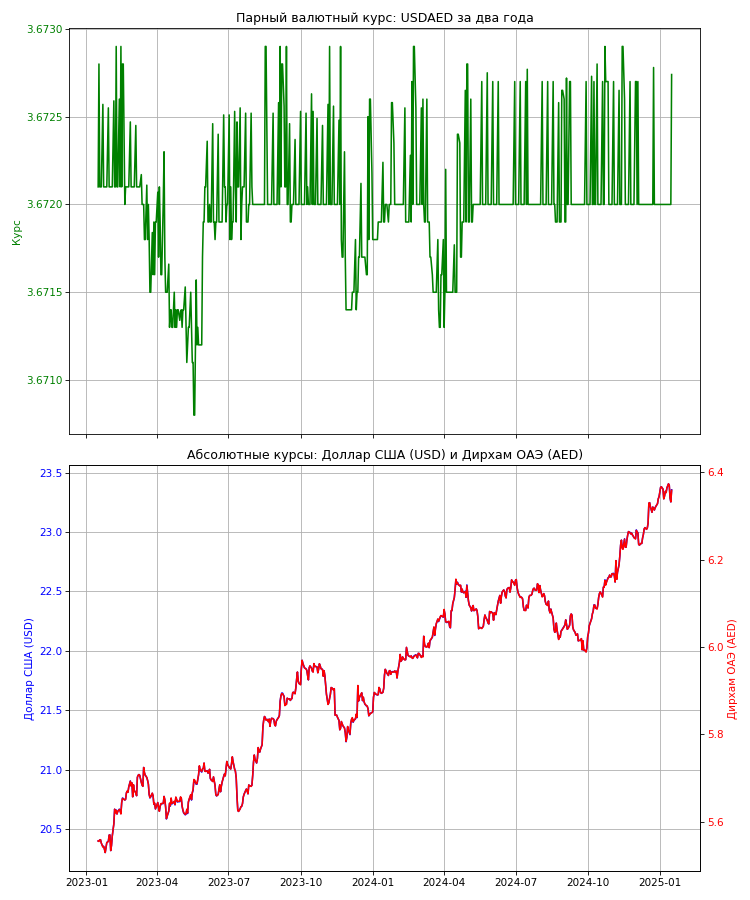 Парный валютный курс: USDAED за два года
3.6730
3.6725
3.6720
3.6715
3.6710
Курс
Абсолютные курсы: Доллар США (USD) и Дирхам ОАЭ (AED)
23.5
23.0
22.5
22.0
21.5
21.0
20.5
Доллар США (USD)
6.4
6.2
6.0
5.8
5.6
Дирхам ОАЭ (AED)
2023-01 2023-04 2023-07 2023-10 2024-01 2024-04 2024-07 2024-10 2025-01